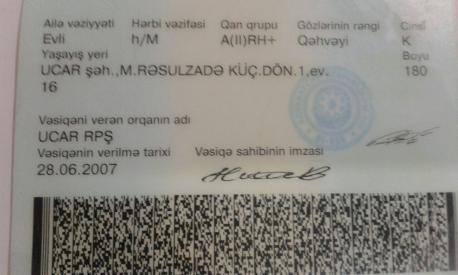 Ailə vəziyyəti Hərbi vəzifəsi Qan qrupu Gözlərinin rəngi Cinsi
Evli h/M A(II)RH+ Qəhvəyi K
Yaşayış yeri Boyu
UCAR şəh.,M.RƏSULZADƏ KÜÇ.DÖN.1,ev. 180
16
Vəsiqəni verən orqanın adı
UCAR RPŞ
Vəsiqənin verilmə tarixi Vəsiqə sahibinin imzası
28.06.2007